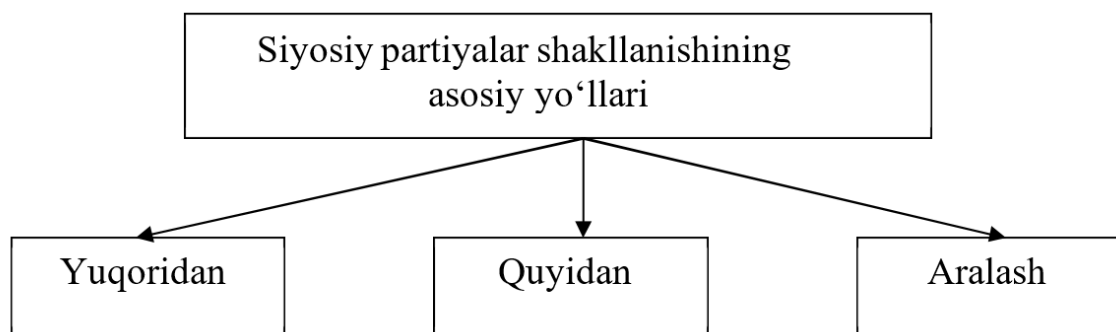 Siyosiy partiyalar shakllanishining
asosiy yo‘llari
Yuqoridan
Quyidan
Aralash